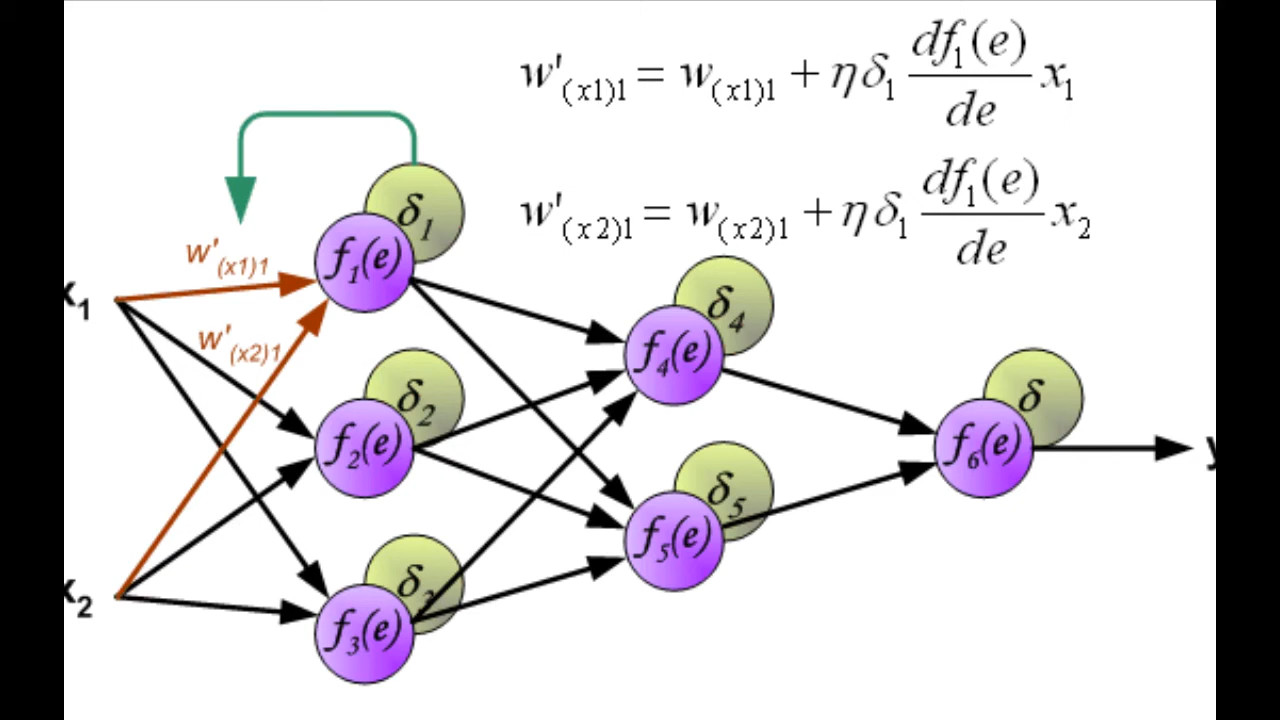 w'(x1)1 = w(x1)1 + ηδ1 df1(e)/de x1
w'(x2)1 = w(x2)1 + ηδ1 df1(e)/de x2
δ1
f1(e)
w'(x1)1
x1
w'(x2)1
δ4
f4(e)
δ2
f2(e)
δ
f6(e)
y
δ5
f5(e)
δ3
f3(e)
x2